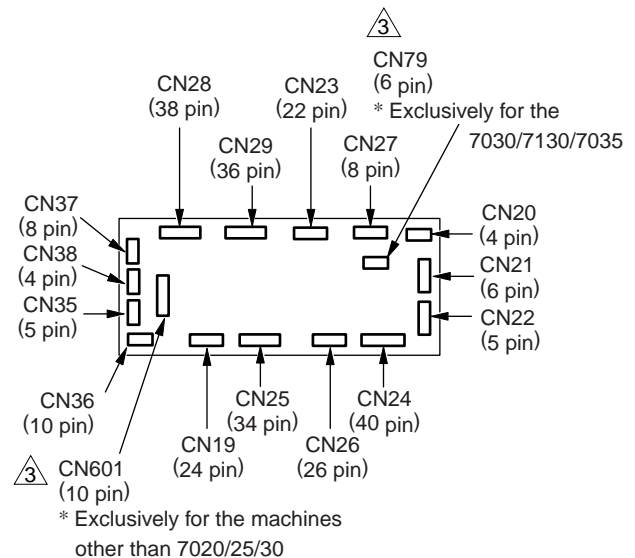 3
CN79
(6 pin)
* Exclusively for the
7030/7130/7035
CN28
(38 pin)
CN23
(22 pin)
CN29
(36 pin)
CN27
(8 pin)
CN37
(8 pin)
CN38
(4 pin)
CN35
(5 pin)
CN20
(4 pin)
CN21
(6 pin)
CN22
(5 pin)
CN36
(10 pin)
CN25
(34 pin)
CN24
(40 pin)
CN19
(24 pin)
CN26
(26 pin)
3 CN601
(10 pin)
* Exclusively for the machines
other than 7020/25/30